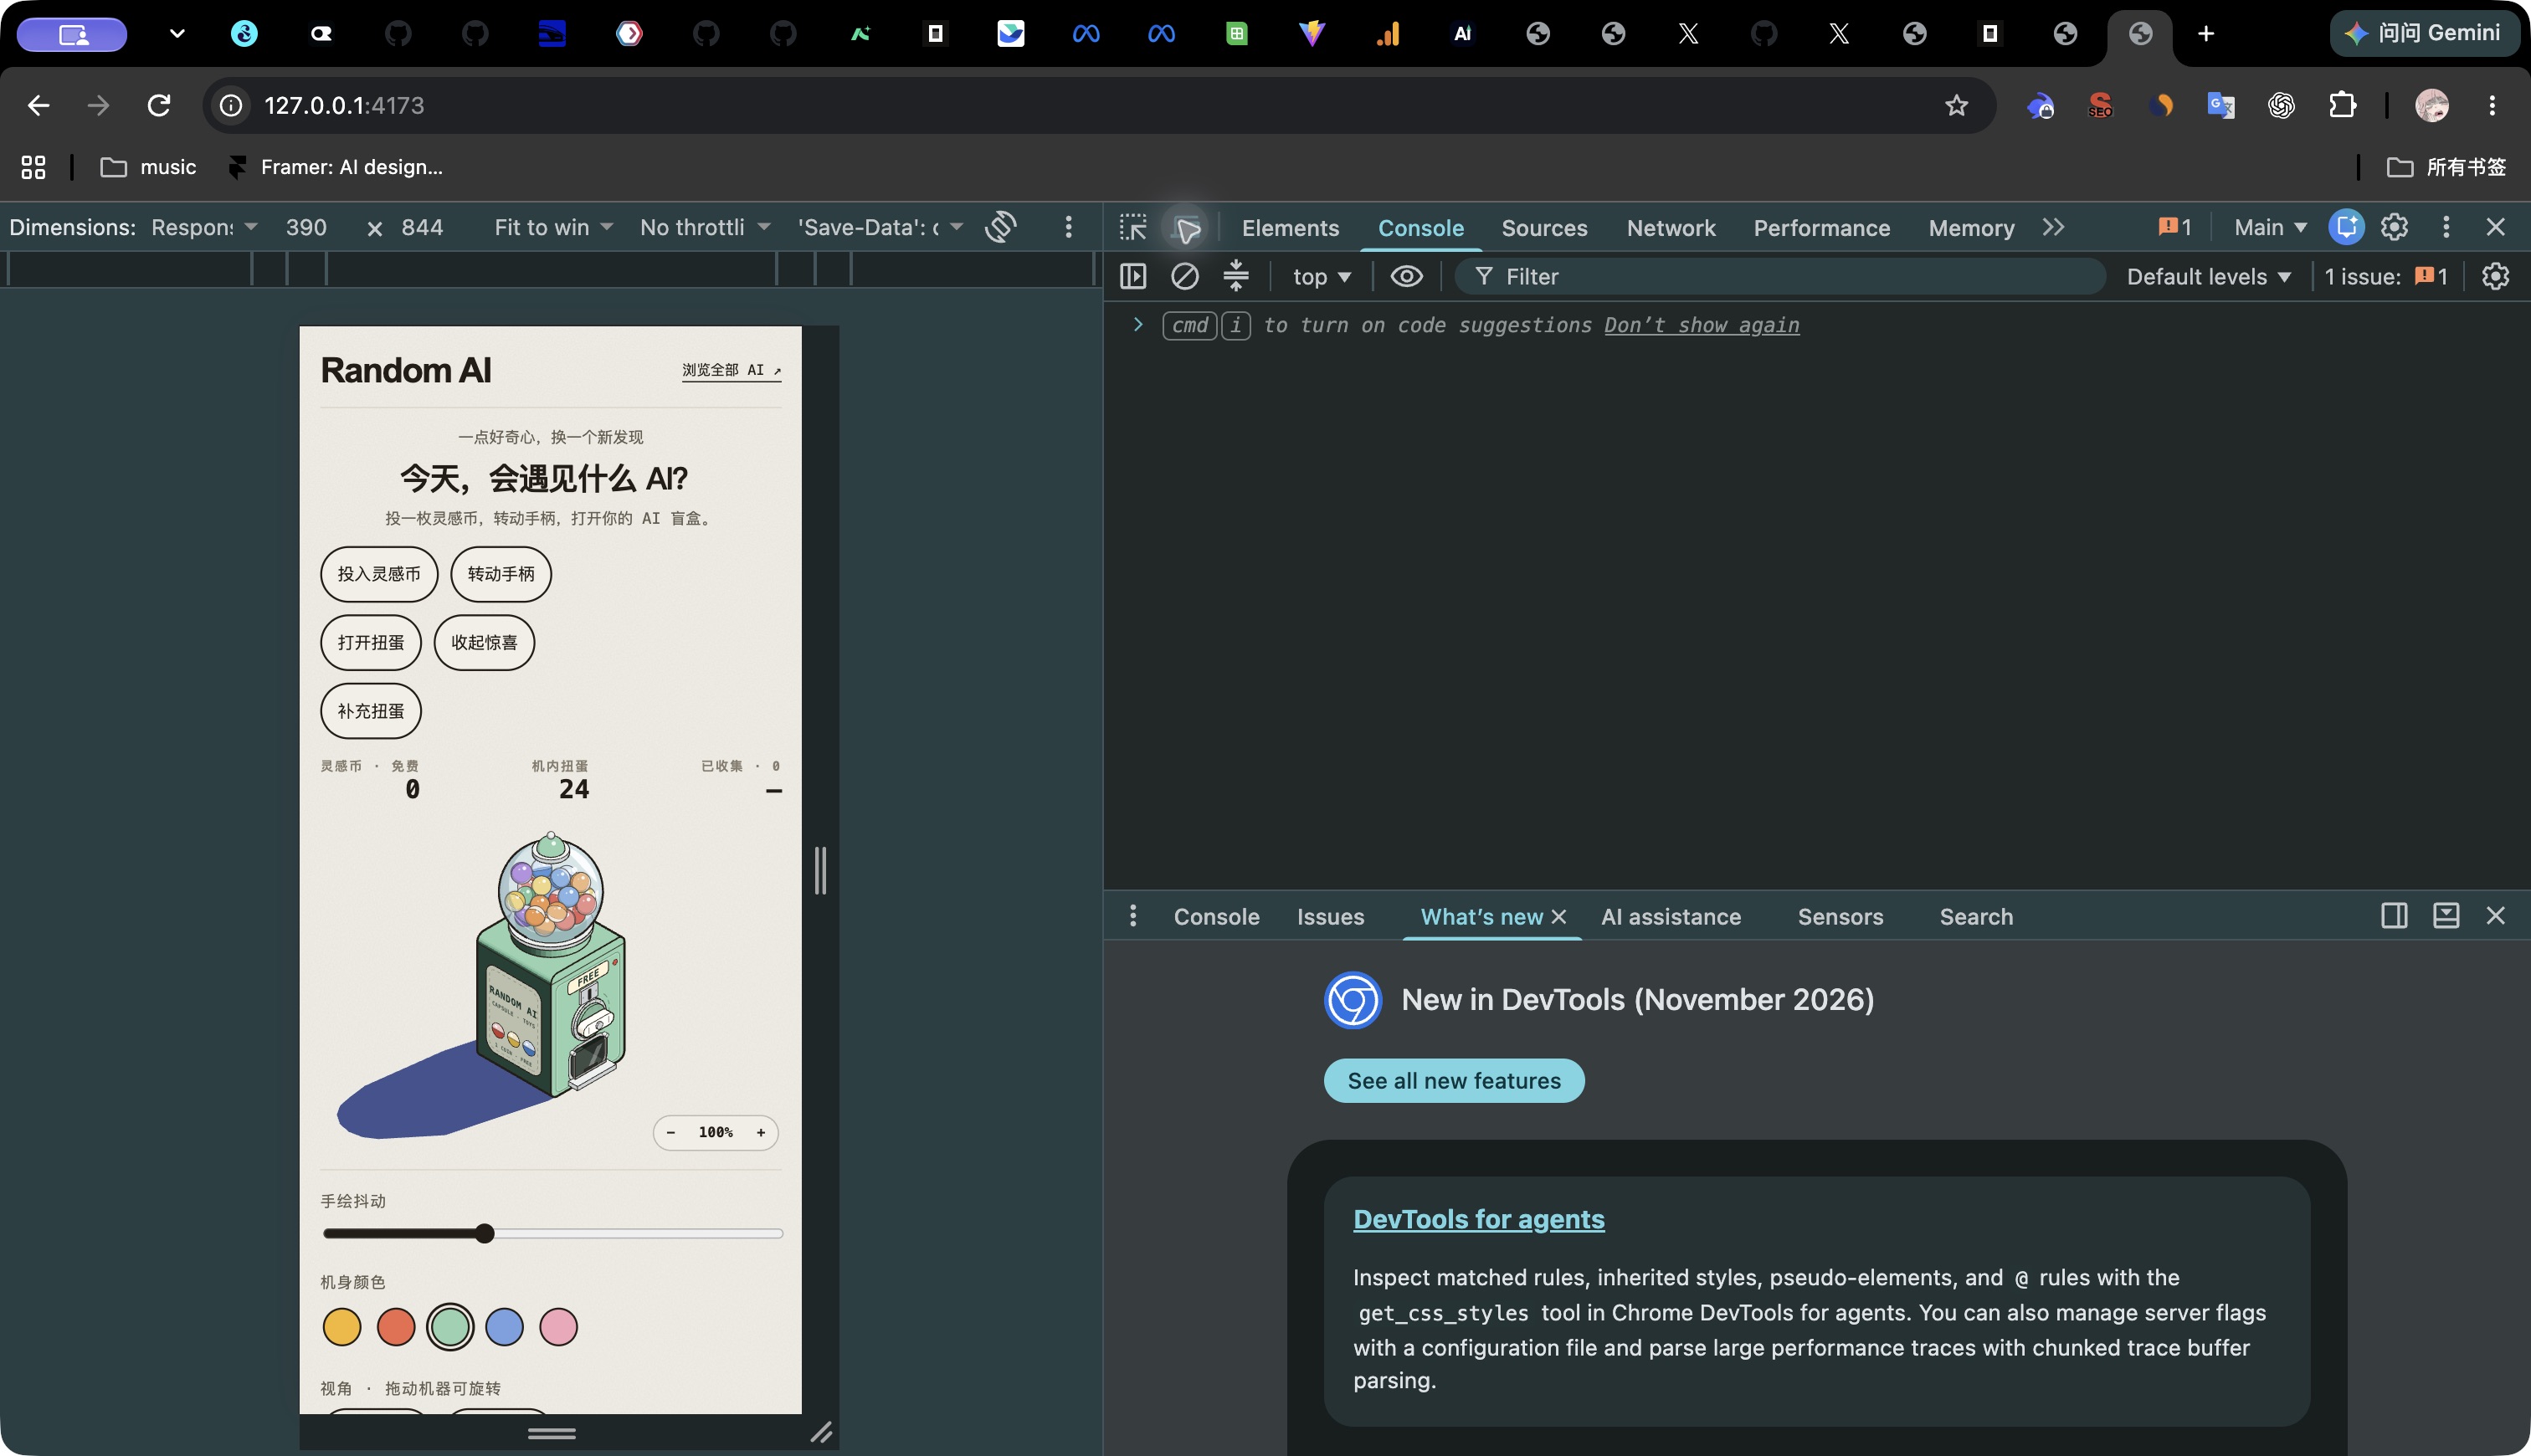 问问 Gemini
127.0.0.1:4173
music
Framer: AI design...
所有书签
Dimensions: Respon: 390 × 844 Fit to win No throttli 'Save-Data': c
Random AI
浏览全部 AI ↗
一点好奇心，换一个新发现
今天，会遇见什么 AI?
投一枚灵感币，转动手柄，打开你的 AI 盲盒。
投入灵感币 转动手柄
打开扭蛋 收起惊喜
补充扭蛋
灵感币 · 免费 机内扭蛋 已收集 · 0
0 24 —
FREE
RANDOM AI
CAPSULE · TOYS
− 100% +
手绘抖动
机身颜色
视角 · 拖动机器可旋转
Elements Console Sources Network Performance Memory 1 Main
top Filter Default levels 1 issue: 1
cmd i to turn on code suggestions Don’t show again
Console Issues What’s new AI assistance Sensors Search
New in DevTools (November 2026)
See all new features
DevTools for agents
Inspect matched rules, inherited styles, pseudo-elements, and @ rules with the
get_css_styles tool in Chrome DevTools for agents. You can also manage server flags
with a configuration file and parse large performance traces with chunked trace buffer
parsing.